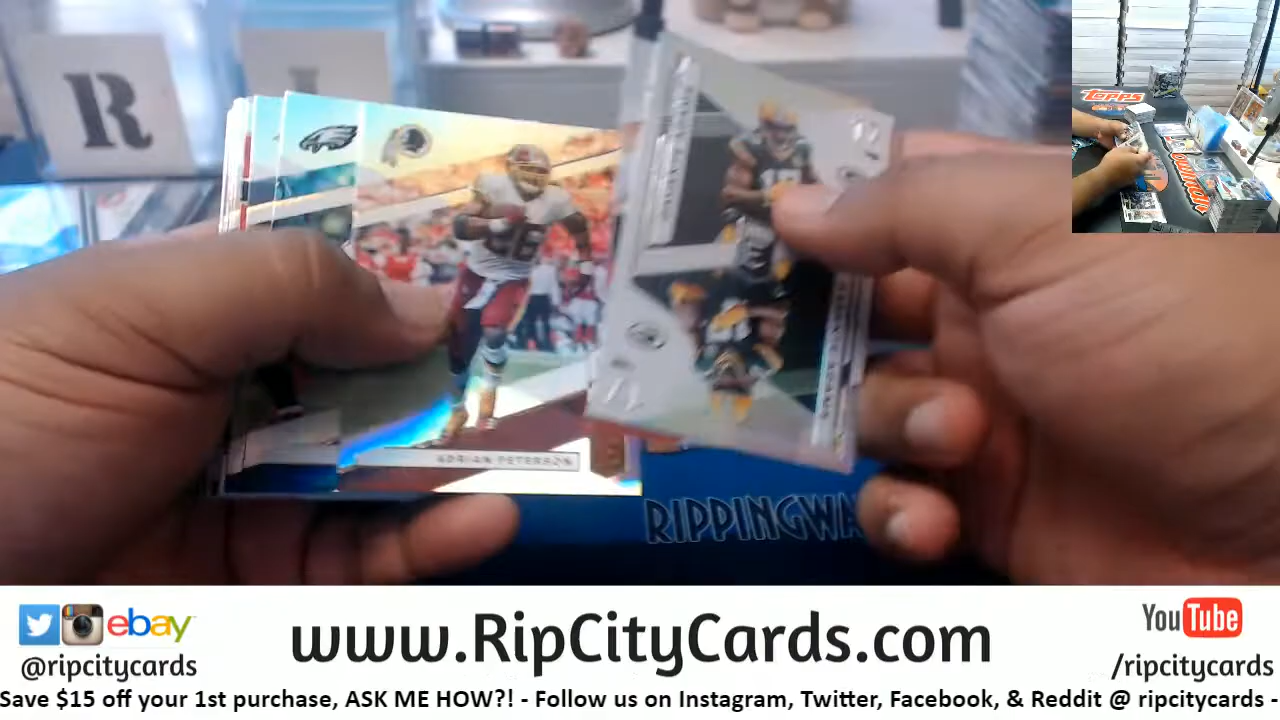 R
I
TOPPS
RIPPINGWA
ADRIAN PETERSON
ebay
@ripcitycards
www.RipCityCards.com
YouTube
/ripcitycards
Save $15 off your 1st purchase, ASK ME HOW?! - Follow us on Instagram, Twitter, Facebook, & Reddit @ ripcitycards -